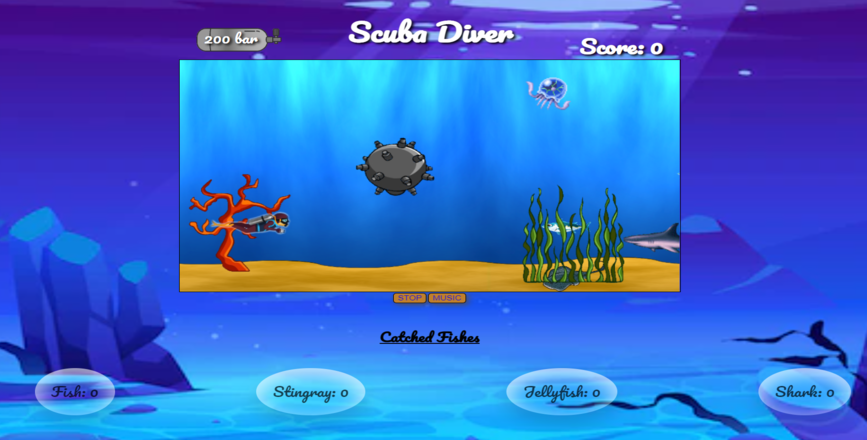 Scuba Diver
200 bar
Score: 0
STOP
MUSIC
Catched Fishes
Fish: 0
Stingray: 0
Jellyfish: 0
Shark: 0